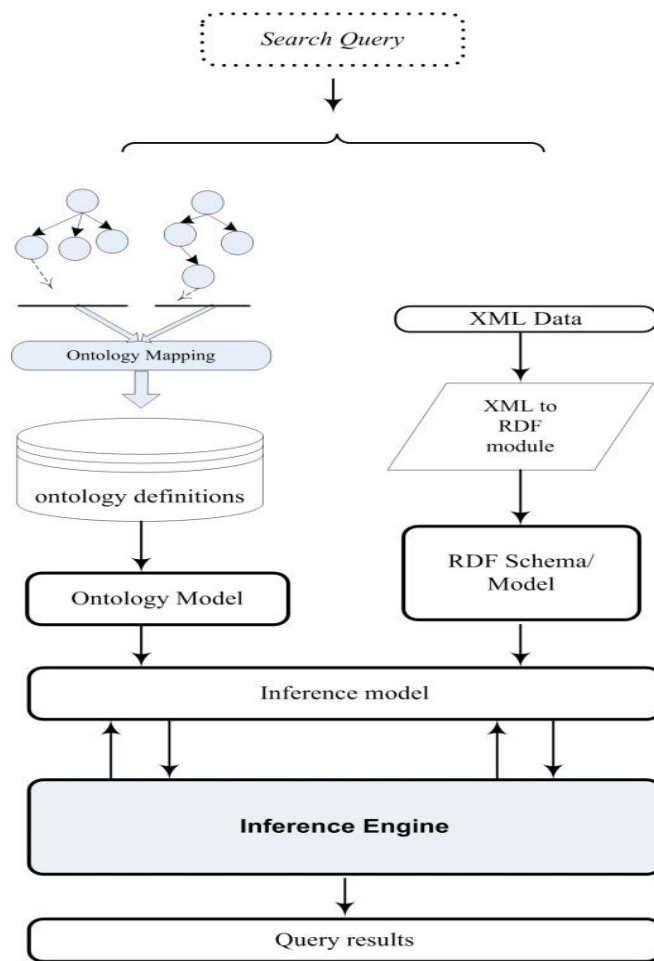 Search Query
Ontology Mapping
ontology definitions
Ontology Model
XML Data
XML to
RDF
module
RDF Schema/
Model
Inference model
Inference Engine
Query results